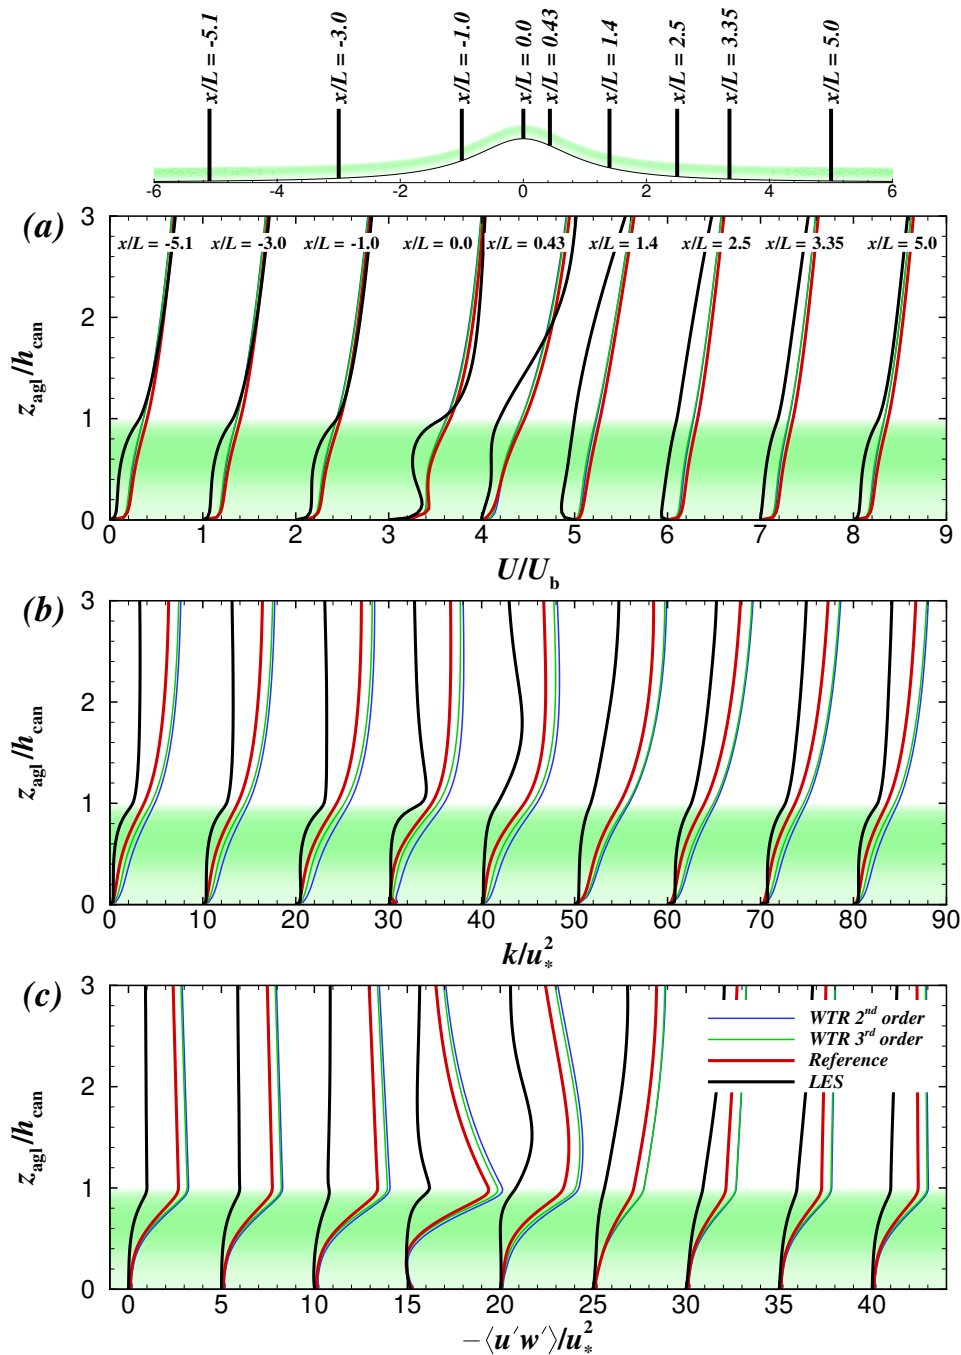 x/L = -5.1 x/L = -3.0 x/L = -1.0 x/L = 0.0 x/L = 0.43 x/L = 1.4 x/L = 2.5 x/L = 3.35 x/L = 5.0
-6 -4 -2 0 2 4 6
(a)
x/L = -5.1 x/L = -3.0 x/L = -1.0 x/L = 0.0 x/L = 0.43 x/L = 1.4 x/L = 2.5 x/L = 3.35 x/L = 5.0
z_agl/h_can
3
2
1
0
0 1 2 3 4 5 6 7 8 9
U/U_b
(b)
z_agl/h_can
3
2
1
0
0 10 20 30 40 50 60 70 80 90
k/u_*^2
(c)
z_agl/h_can
3
2
1
0
WTR 2^nd order
WTR 3^rd order
Reference
LES
0 5 10 15 20 25 30 35 40
−⟨u'w'⟩/u_*^2